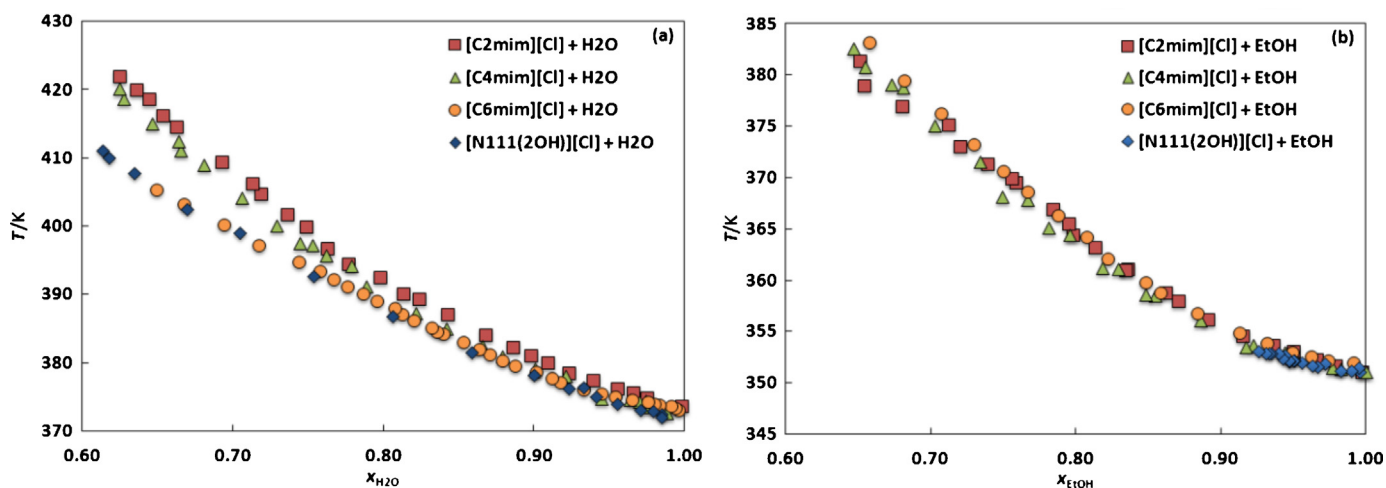 430
420
410
400
390
380
370
T/K
0.60
0.70
0.80
0.90
1.00
xH2O
(a)
[C2mim][Cl] + H2O
[C4mim][Cl] + H2O
[C6mim][Cl] + H2O
[N111(2OH)][Cl] + H2O
385
380
375
370
365
360
355
350
345
T/K
0.60
0.70
0.80
0.90
1.00
xEtOH
(b)
[C2mim][Cl] + EtOH
[C4mim][Cl] + EtOH
[C6mim][Cl] + EtOH
[N111(2OH)][Cl] + EtOH